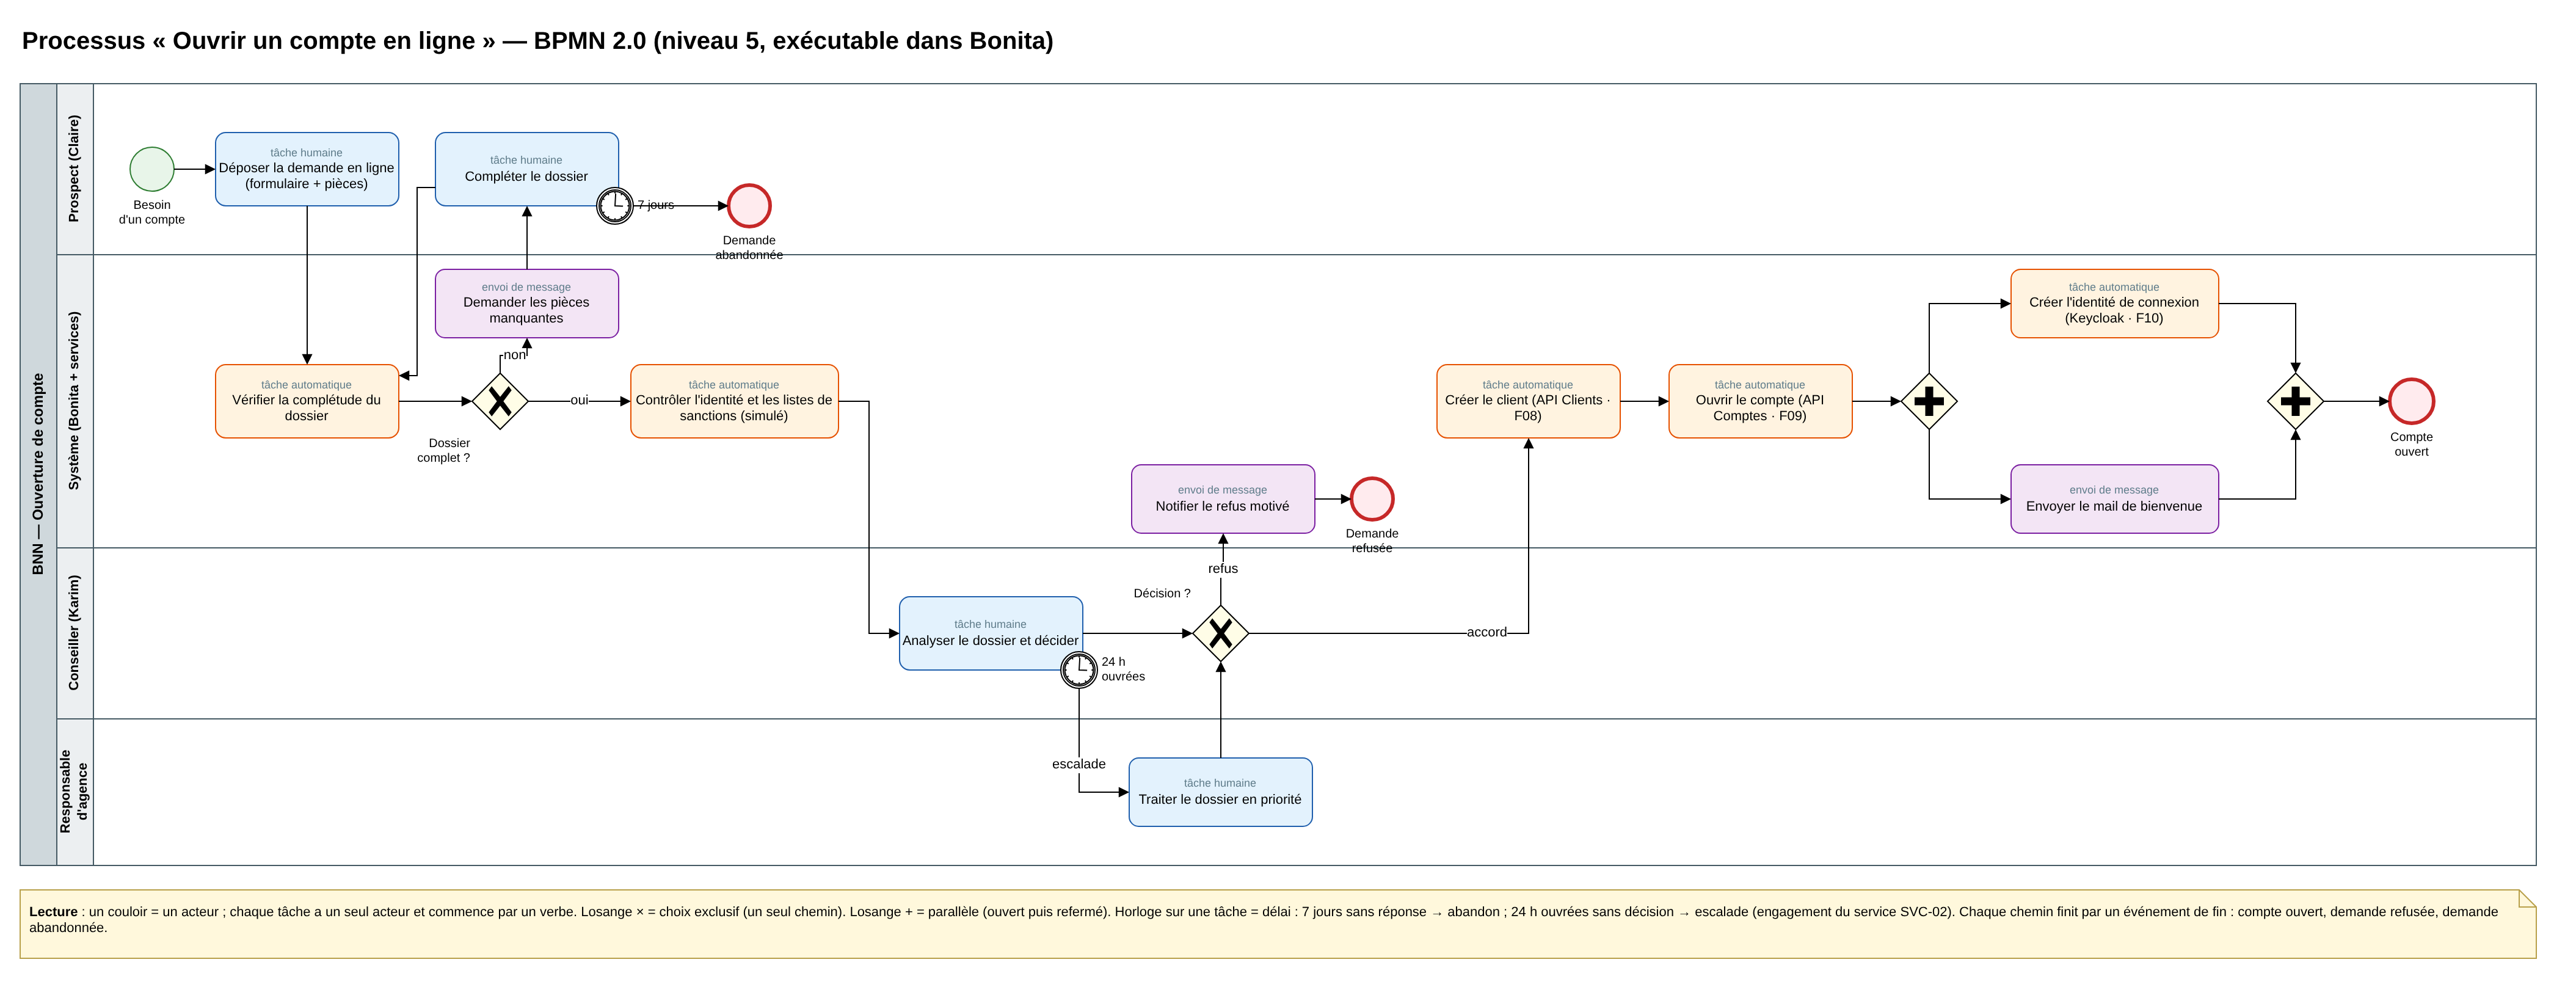 Processus « Ouvrir un compte en ligne » — BPMN 2.0 (niveau 5, exécutable dans Bonita)
BNN — Ouverture de compte
Prospect (Claire)
Besoin
d'un compte
tâche humaine
Déposer la demande en ligne
(formulaire + pièces)
tâche humaine
Compléter le dossier
7 jours
Demande
abandonnée
Système (Bonita + services)
envoi de message
Demander les pièces
manquantes
non
tâche automatique
Vérifier la complétude du
dossier
Dossier
complet ?
oui
tâche automatique
Contrôler l'identité et les listes de
sanctions (simulé)
envoi de message
Notifier le refus motivé
Demande
refusée
tâche automatique
Créer le client (API Clients ·
F08)
tâche automatique
Ouvrir le compte (API
Comptes · F09)
tâche automatique
Créer l'identité de connexion
(Keycloak · F10)
envoi de message
Envoyer le mail de bienvenue
Compte
ouvert
Conseiller (Karim)
tâche humaine
Analyser le dossier et décider
24 h
ouvrées
Décision ?
refus
accord
Responsable
d'agence
escalade
tâche humaine
Traiter le dossier en priorité
Lecture : un couloir = un acteur ; chaque tâche a un seul acteur et commence par un verbe. Losange × = choix exclusif (un seul chemin). Losange + = parallèle (ouvert puis refermé). Horloge sur une tâche = délai : 7 jours sans réponse → abandon ; 24 h ouvrées sans décision → escalade (engagement du service SVC-02). Chaque chemin finit par un événement de fin : compte ouvert, demande refusée, demande
abandonnée.